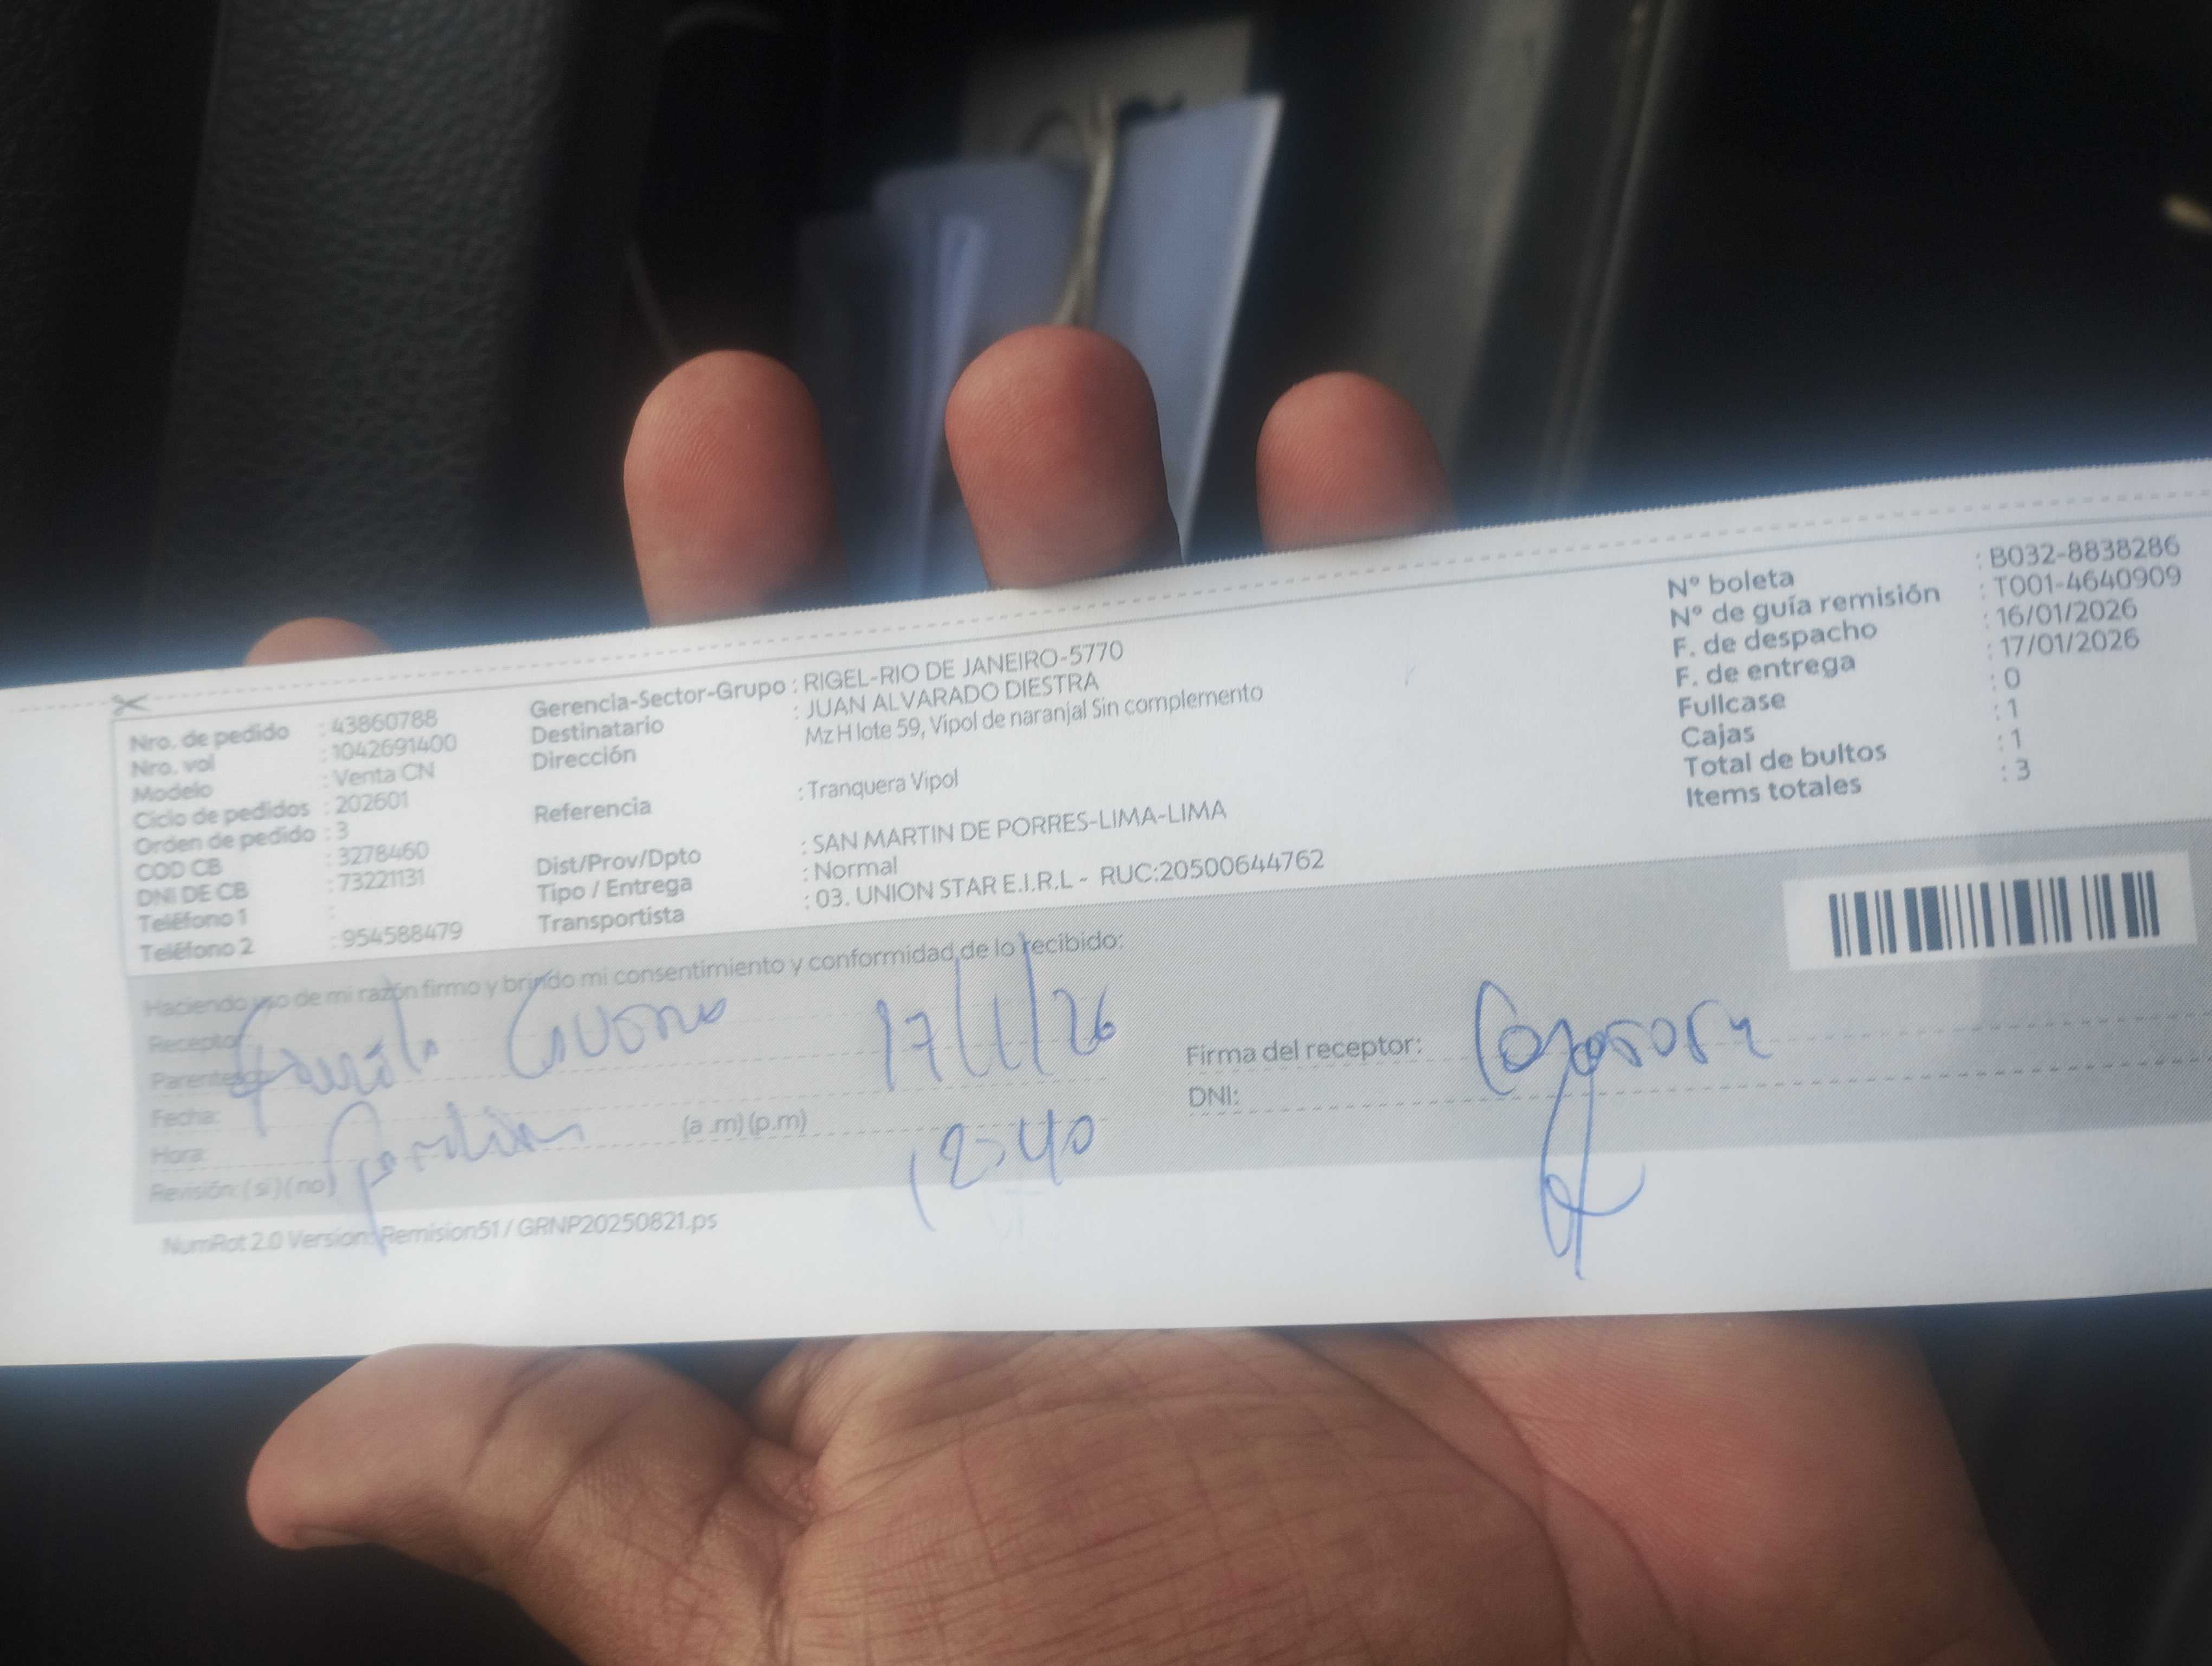 Nro. de pedido : 43860788
Nro. vol : 1042691400
Modelo : Venta CN
Ciclo de pedidos : 202601
Orden de pedido : 3
COD CB : 3278460
DNI DE CB : 73221131
Teléfono 1 :
Teléfono 2 : 954588479
Gerencia-Sector-Grupo : RIGEL-RIO DE JANEIRO-5770
Destinatario : JUAN ALVARADO DIESTRA
Dirección Mz H lote 59, Vipol de naranjal Sin complemento
Referencia : Tranquera Vipol
Dist/Prov/Dpto : SAN MARTIN DE PORRES-LIMA-LIMA
Tipo / Entrega : Normal
Transportista : 03. UNION STAR E.I.R.L - RUC:20500644762
N° boleta : B032-8838286
N° de guía remisión : T001-4640909
F. de despacho : 16/01/2026
F. de entrega : 17/01/2026
Fullcase : 0
Cajas : 1
Total de bultos : 1
Items totales : 3
Haciendo uso de mi razón firmo y brindo mi consentimiento y conformidad de lo recibido:
Receptor
Parentesco
Fecha: 17/1/26
Hora: (a .m) (p.m) 12:40
Revisión: (si) (no)
Firma del receptor:
DNI:
NumRot 2.0 Version: Remision51 / GRNP20250821.ps